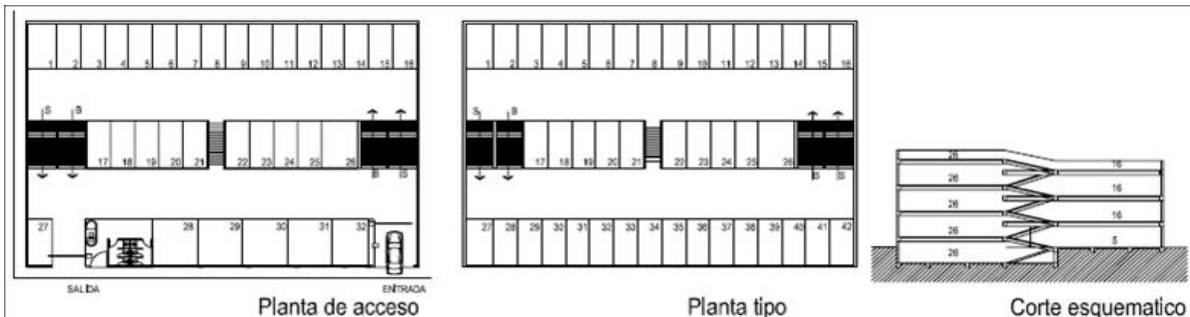 1 2 3 4 5 6 7 8 9 10 11 12 13 14 15 16
S B
17 18 19 20 21 22 23 24 25 26
B S
27 28 29 30 31 32
SALIDA ENTRADA
Planta de acceso
1 2 3 4 5 6 7 8 9 10 11 12 13 14 15 16
S B
17 18 19 20 21 22 23 24 25 26
B S
27 28 29 30 31 32 33 34 35 36 37 38 39 40 41 42
Planta tipo
26 16
26 16
26 16
26 5
26
Corte esquematico